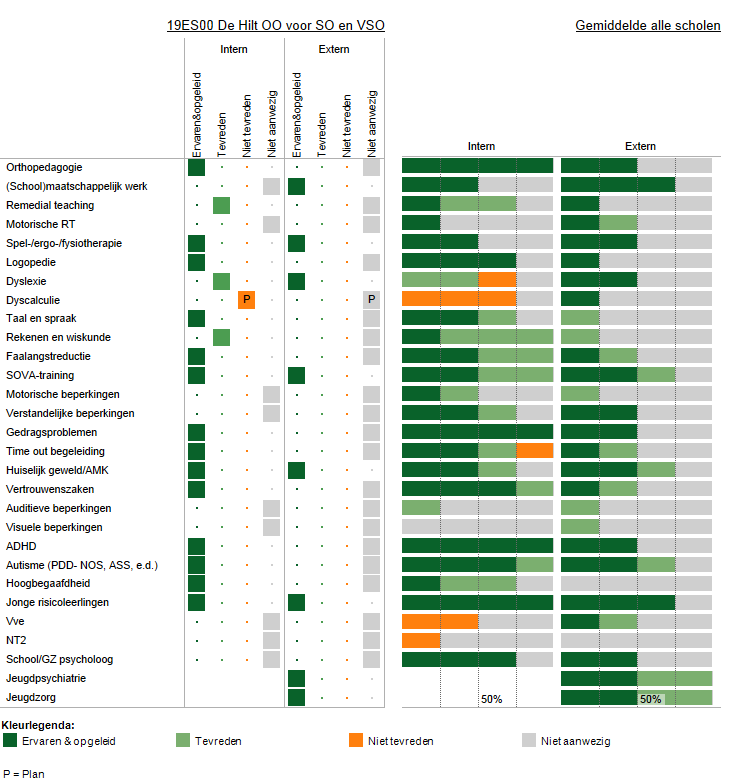 19ES00 De Hilt OO voor SO en VSO
Gemiddelde alle scholen
Intern
Extern
Ervaren&opgeleid
Tevreden
Niet tevreden
Niet aanwezig
Ervaren&opgeleid
Tevreden
Niet tevreden
Niet aanwezig
Intern
Extern
Orthopedagogie
(School)maatschappelijk werk
Remedial teaching
Motorische RT
Spel-/ergo-/fysiotherapie
Logopedie
Dyslexie
Dyscalculie P P
Taal en spraak
Rekenen en wiskunde
Faalangstreductie
SOVA-training
Motorische beperkingen
Verstandelijke beperkingen
Gedragsproblemen
Time out begeleiding
Huiselijk geweld/AMK
Vertrouwenszaken
Auditieve beperkingen
Visuele beperkingen
ADHD
Autisme (PDD- NOS, ASS, e.d.)
Hoogbegaafdheid
Jonge risicoleerlingen
Vve
NT2
School/GZ psycholoog
Jeugdpsychiatrie
Jeugdzorg 50% 50%
Kleurlegenda:
Ervaren & opgeleid
Tevreden
Niet tevreden
Niet aanwezig
P = Plan